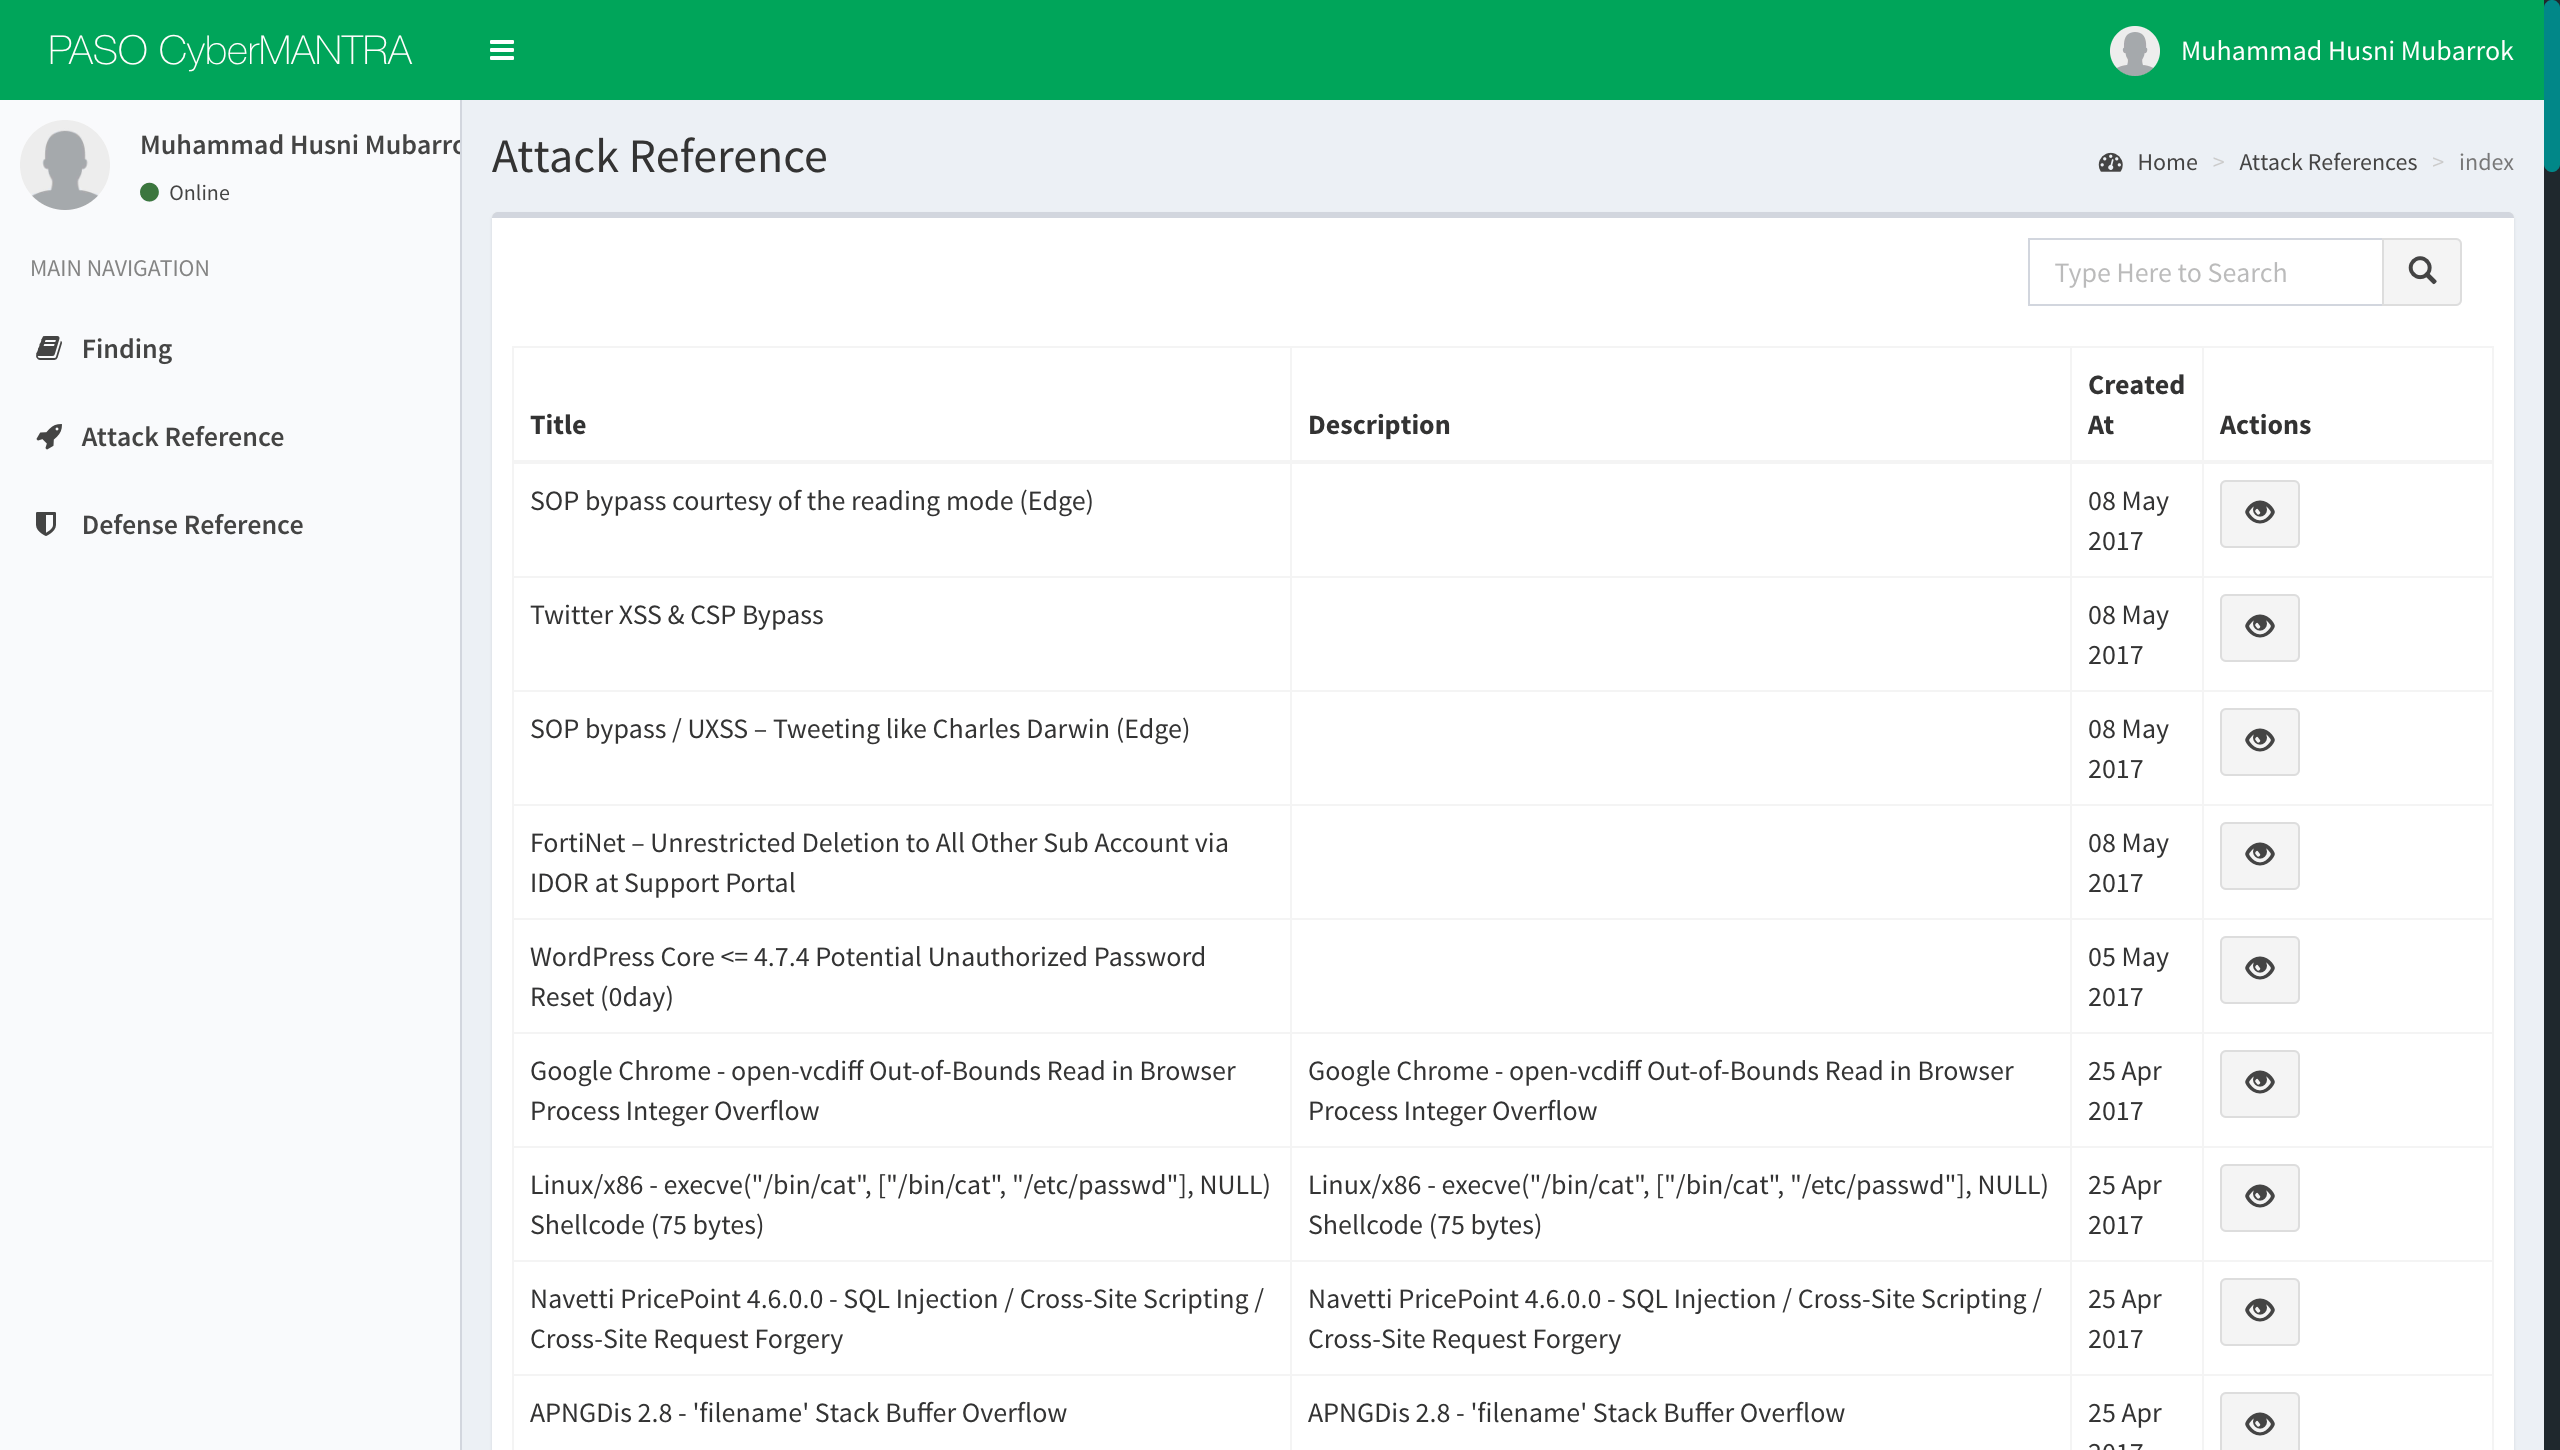 PASO CyberMANTRA
Muhammad Husni Mubarrok
Muhammad Husni Mubarro
Online
MAIN NAVIGATION
Finding
Attack Reference
Defense Reference
Attack Reference
Home > Attack References > index
Type Here to Search
Title Description Created At Actions
SOP bypass courtesy of the reading mode (Edge)
08 May
2017
Twitter XSS & CSP Bypass
08 May
2017
SOP bypass / UXSS – Tweeting like Charles Darwin (Edge)
08 May
2017
FortiNet – Unrestricted Deletion to All Other Sub Account via
IDOR at Support Portal
08 May
2017
WordPress Core <= 4.7.4 Potential Unauthorized Password
Reset (0day)
05 May
2017
Google Chrome - open-vcdiff Out-of-Bounds Read in Browser
Process Integer Overflow
Google Chrome - open-vcdiff Out-of-Bounds Read in Browser
Process Integer Overflow
25 Apr
2017
Linux/x86 - execve("/bin/cat", ["/bin/cat", "/etc/passwd"], NULL)
Shellcode (75 bytes)
Linux/x86 - execve("/bin/cat", ["/bin/cat", "/etc/passwd"], NULL)
Shellcode (75 bytes)
25 Apr
2017
Navetti PricePoint 4.6.0.0 - SQL Injection / Cross-Site Scripting /
Cross-Site Request Forgery
Navetti PricePoint 4.6.0.0 - SQL Injection / Cross-Site Scripting /
Cross-Site Request Forgery
25 Apr
2017
APNGDis 2.8 - 'filename' Stack Buffer Overflow
APNGDis 2.8 - 'filename' Stack Buffer Overflow
25 Apr
2017